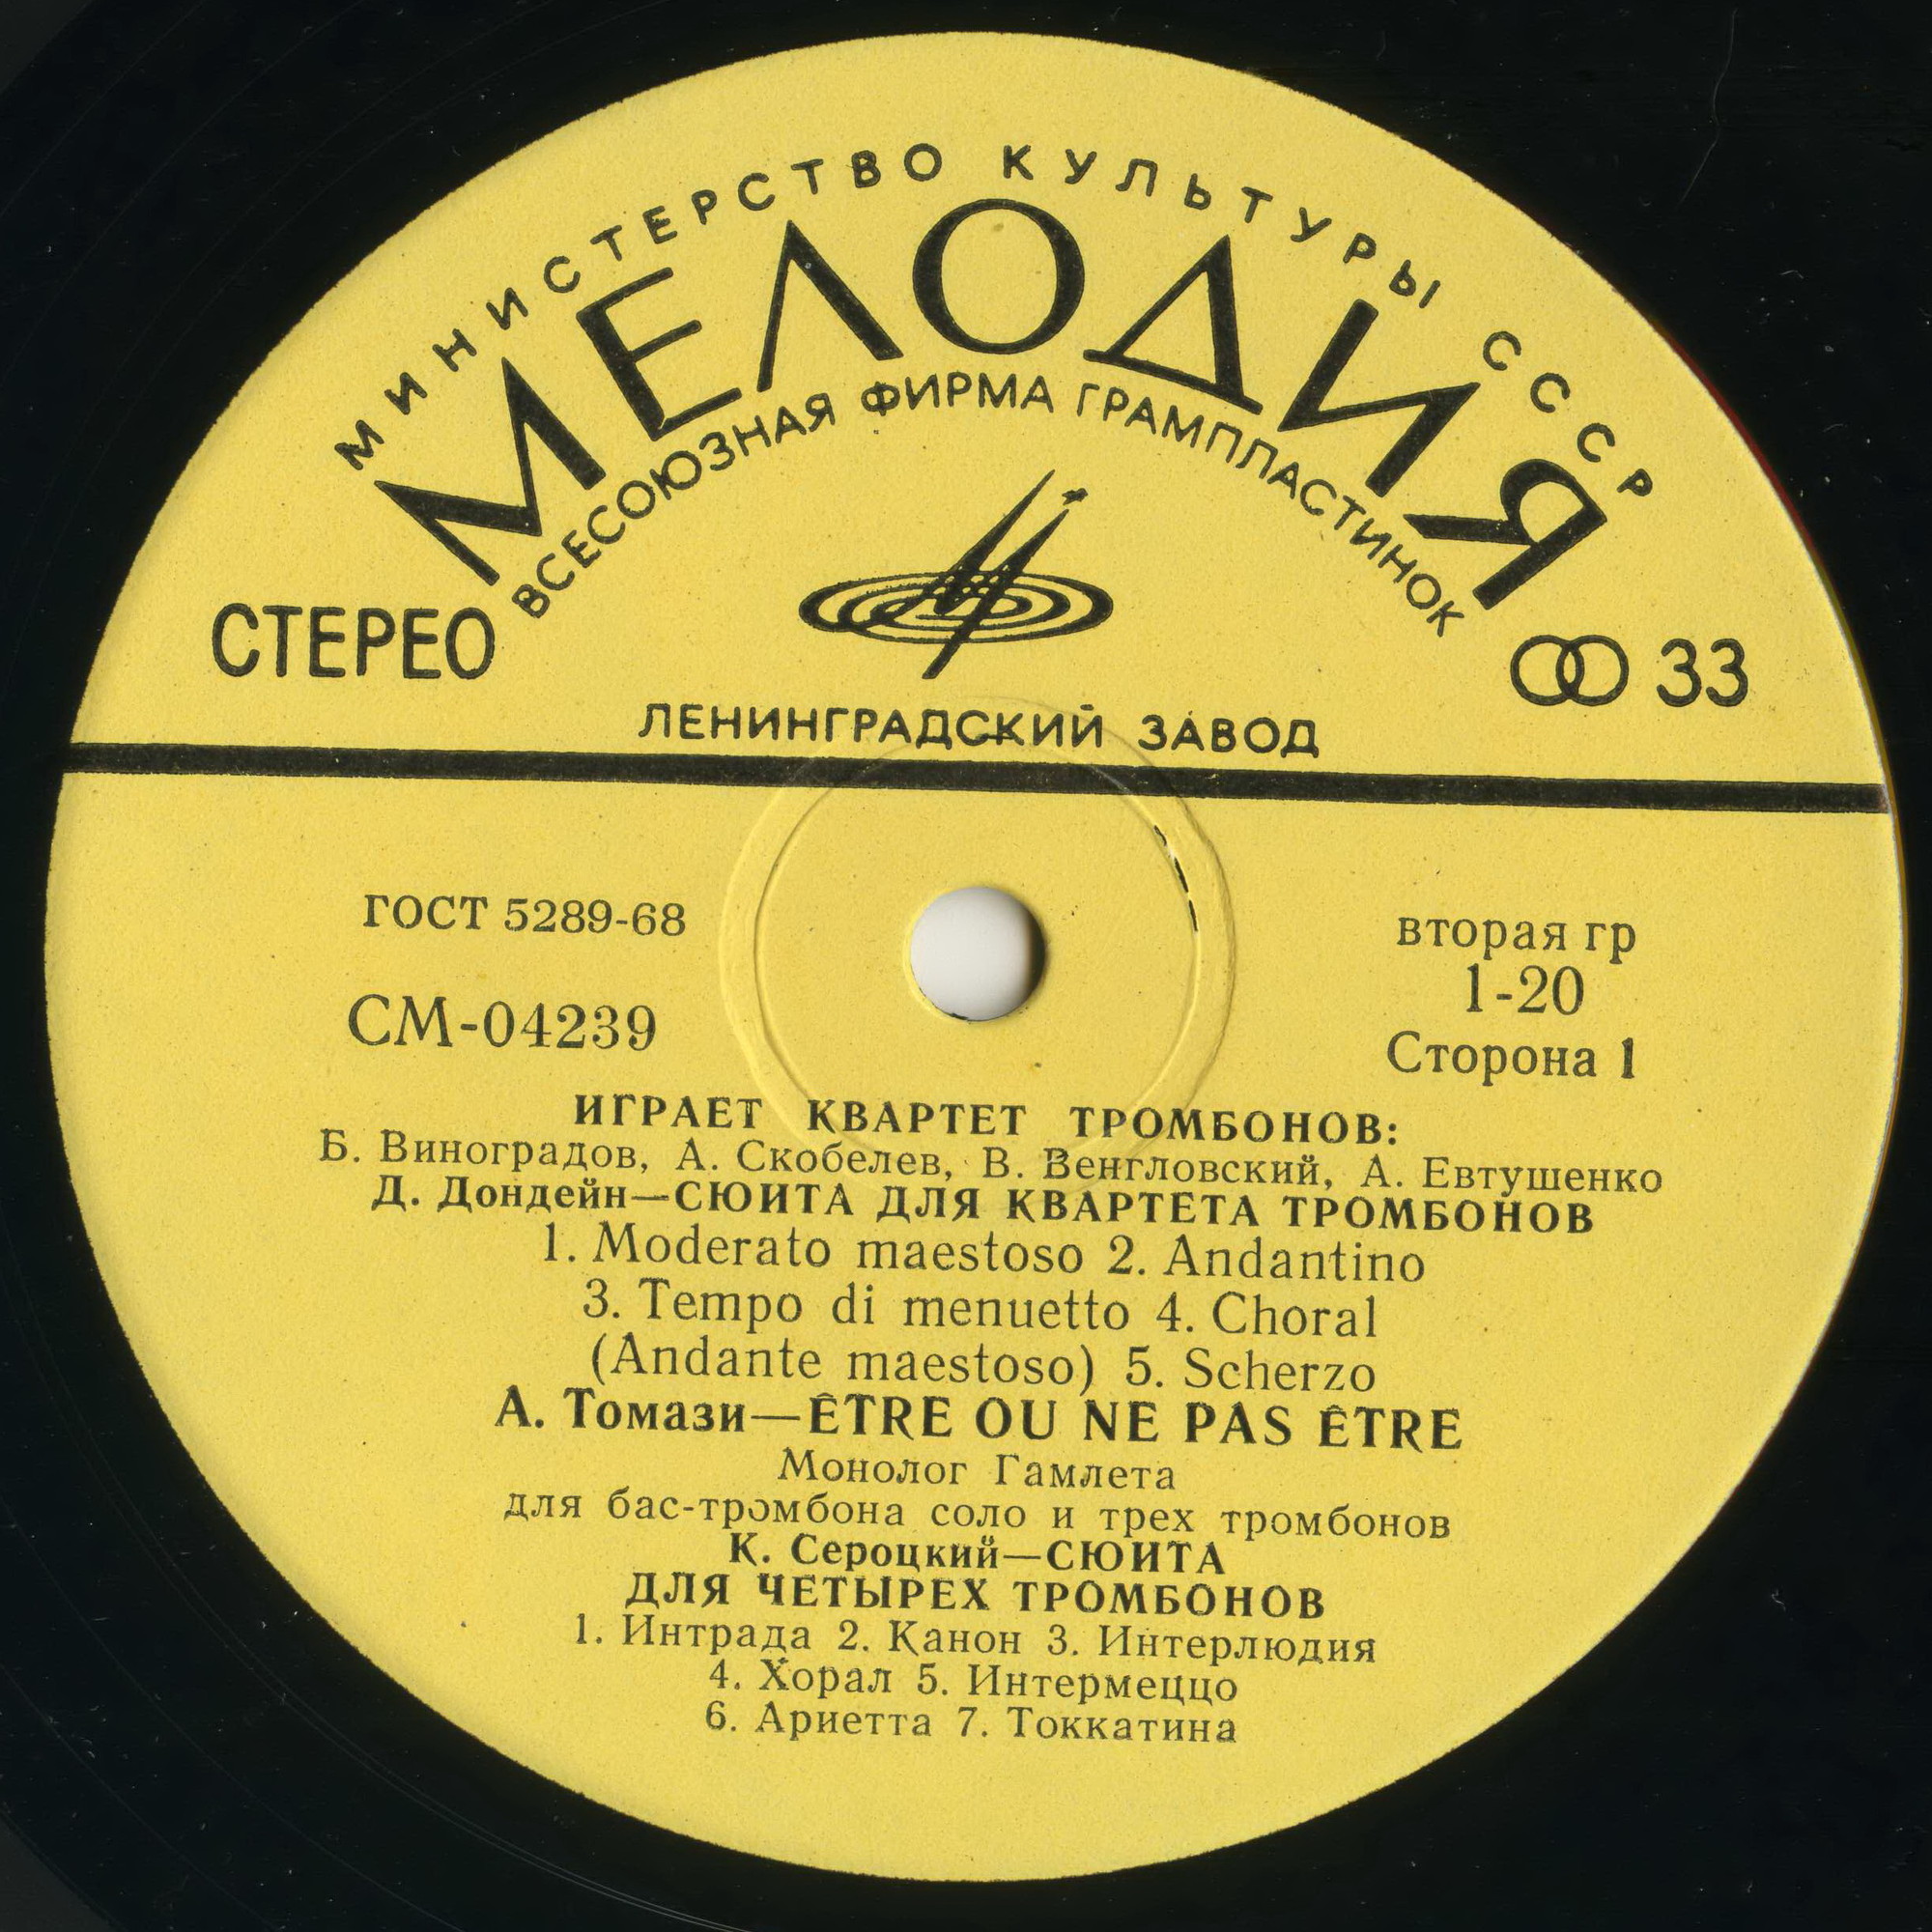 МИНИСТЕРСТВО КУЛЬТУРЫ СССР
МЕЛОДИЯ
ВСЕСОЮЗНАЯ ФИРМА ГРАМПЛАСТИНОК
СТЕРЕО
33
ЛЕНИНГРАДСКИЙ ЗАВОД
ГОСТ 5289-68
СМ-04239
вторая гр
1-20
Сторона 1
ИГРАЕТ КВАРТЕТ ТРОМБОНОВ:
Б. Виноградов, А. Скобелев, В. Венгловский, А. Евтушенко
Д. Дондейн—СЮИТА ДЛЯ КВАРТЕТА ТРОМБОНОВ
1. Moderato maestoso 2. Andantino
3. Tempo di menuetto 4. Choral
(Andante maestoso) 5. Scherzo
А. Томази—ÊTRE OU NE PAS ÊTRE
Монолог Гамлета
для бас-тромбона соло и трех тромбонов
К. Сероцкий—СЮИТА
ДЛЯ ЧЕТЫРЕХ ТРОМБОНОВ
1. Интрада 2. Канон 3. Интерлюдия
4. Хорал 5. Интермеццо
6. Ариетта 7. Токкатина